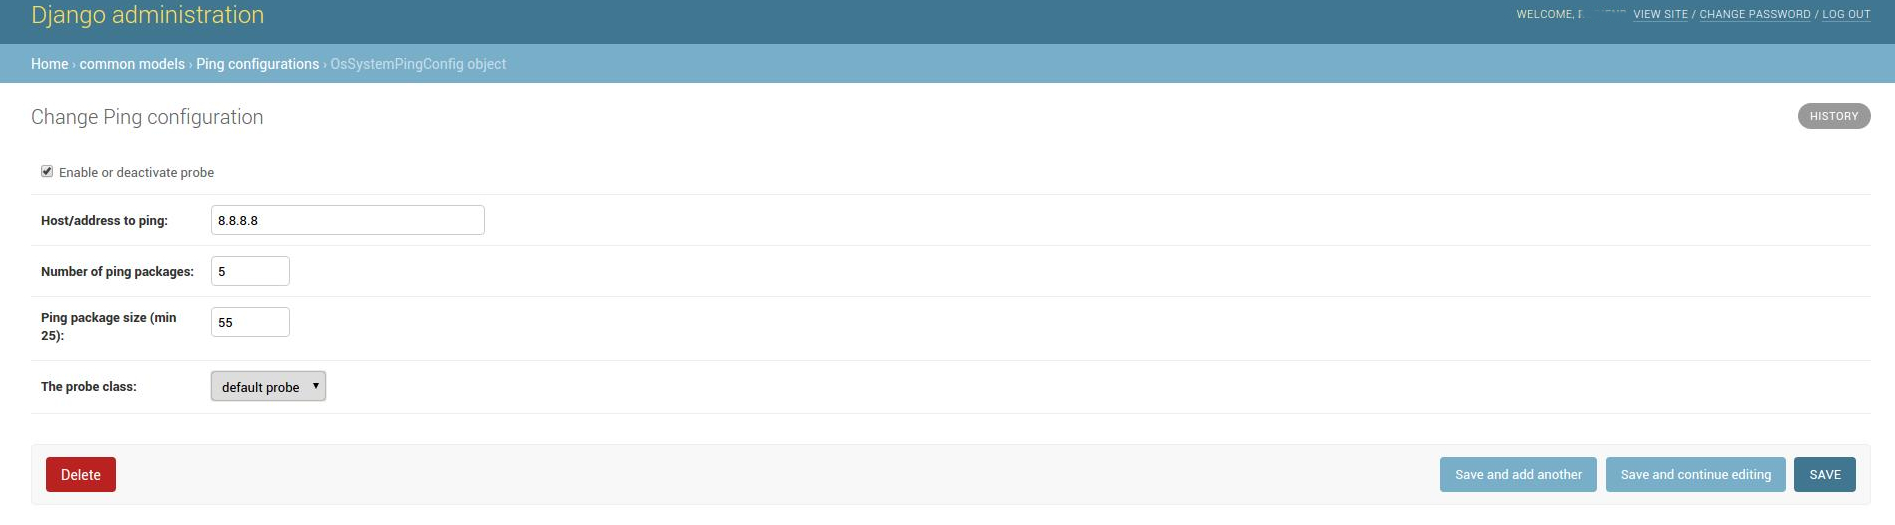 Django administration
WELCOME, VIEW SITE / CHANGE PASSWORD / LOG OUT
Home › common models › Ping configurations › OsSystemPingConfig object
Change Ping configuration
HISTORY
Enable or deactivate probe
Host/address to ping: 8.8.8.8
Number of ping packages: 5
Ping package size (min
25): 55
The probe class: default probe
Delete Save and add another Save and continue editing SAVE